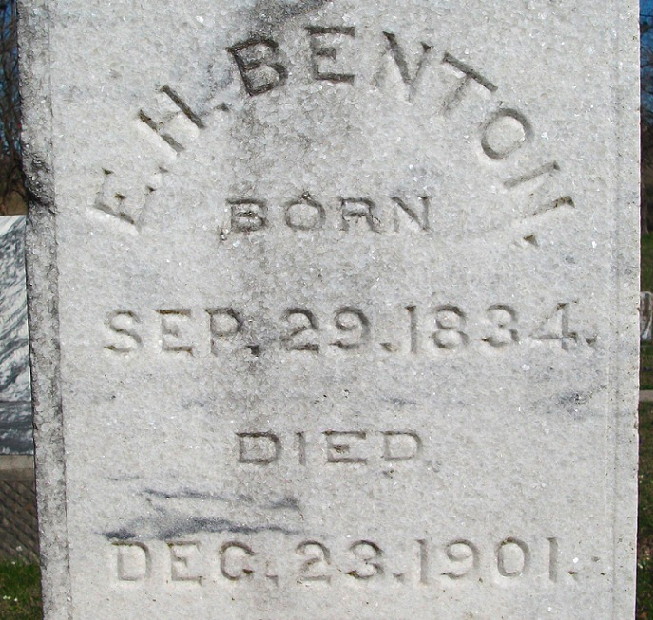 E. H. BENTON.
BORN
SEP. 29. 1834.
DIED
DEC. 23. 1901.